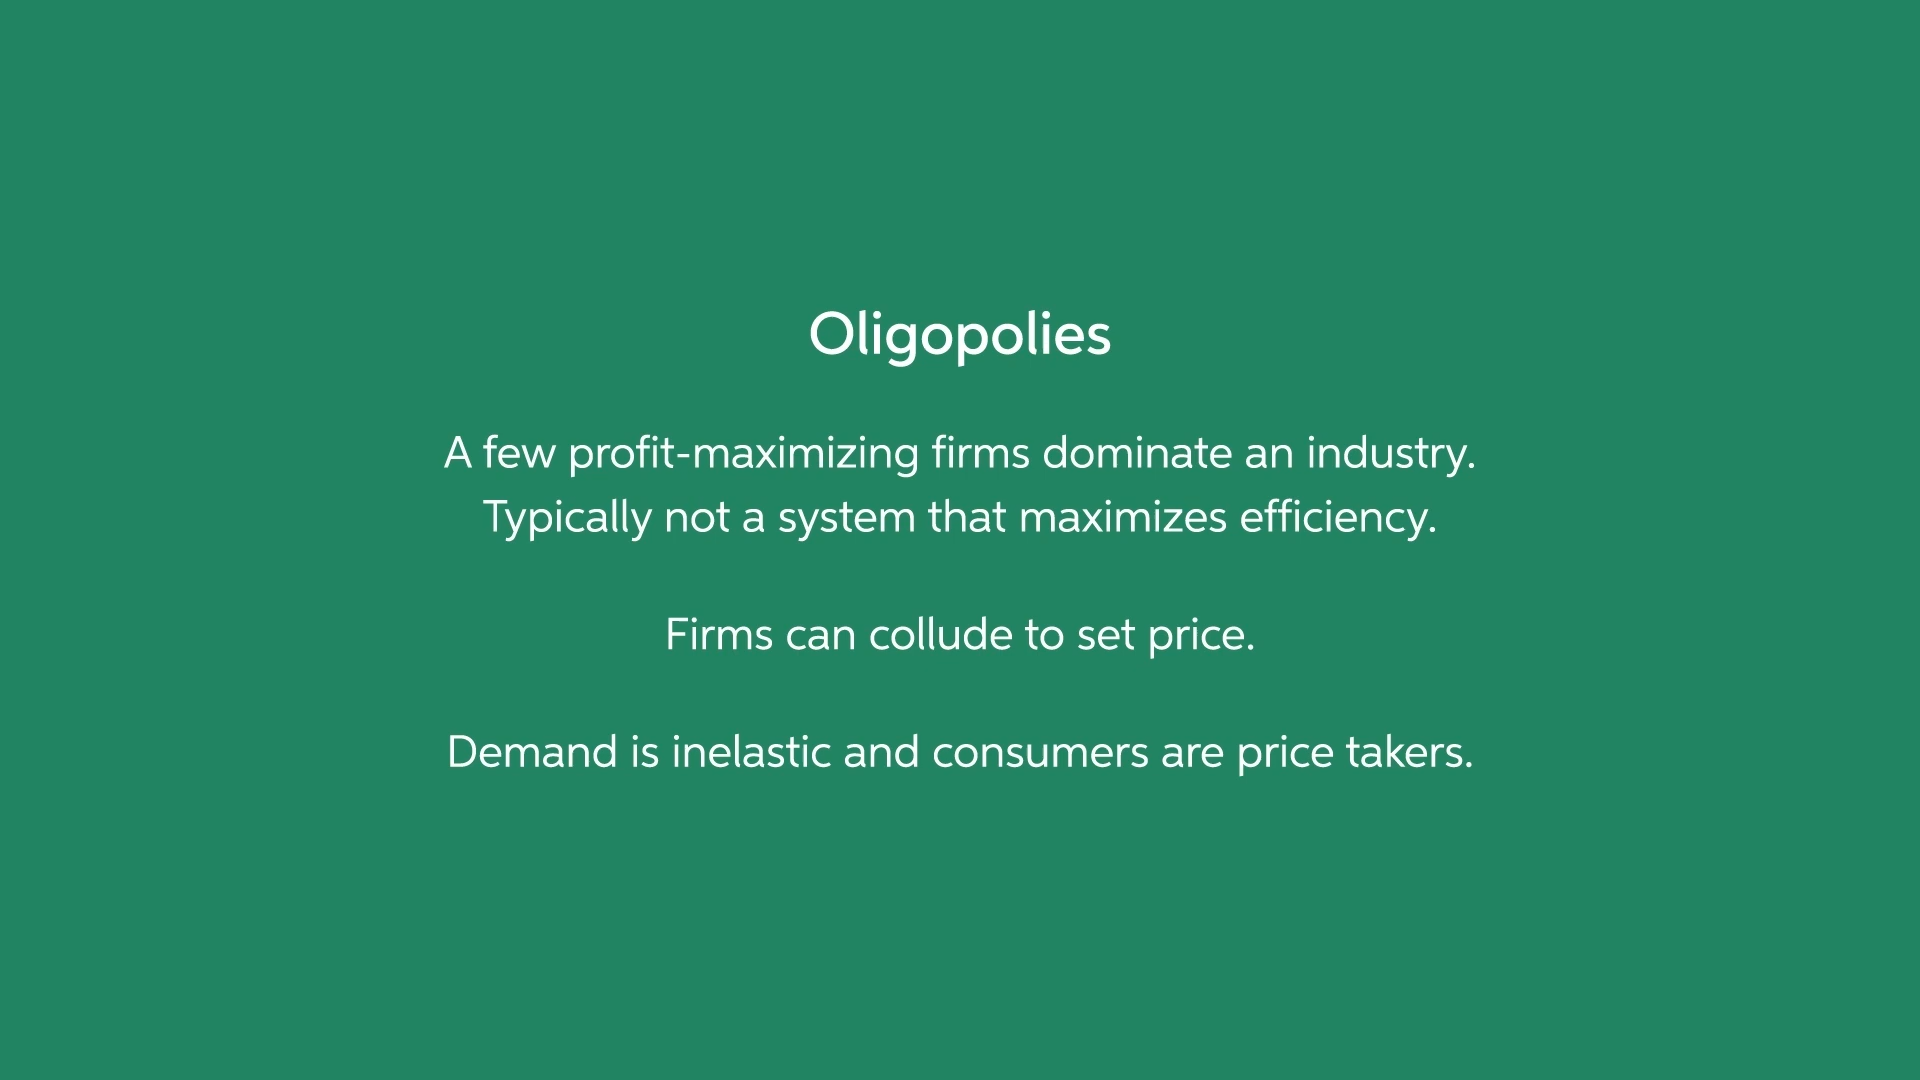 Oligopolies
A few profit-maximizing firms dominate an industry.
Typically not a system that maximizes efficiency.
Firms can collude to set price.
Demand is inelastic and consumers are price takers.